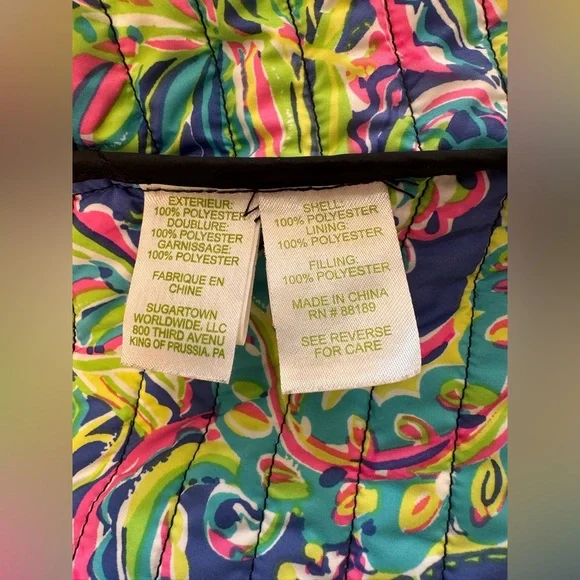 EXTERIEUR:
100% POLYESTER
DOUBLURE:
100% POLYESTER
GARNISSAGE:
100% POLYESTER
FABRIQUE EN
CHINE
SUGARTOWN
WORLDWIDE, LLC
800 THIRD AVENUE
KING OF PRUSSIA, PA
SHELL:
100% POLYESTER
LINING:
100% POLYESTER
FILLING
100% POLYESTER
MADE IN CHINA
RN # 88189
SEE REVERSE
FOR CARE